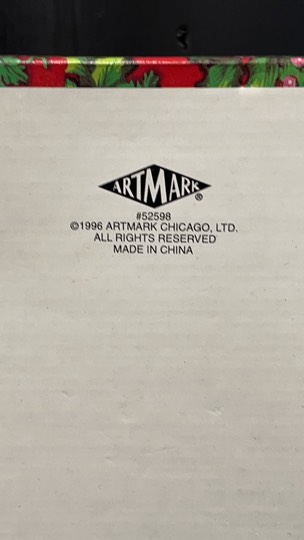 ARTMARK®
#52598
©1996 ARTMARK CHICAGO, LTD.
ALL RIGHTS RESERVED
MADE IN CHINA